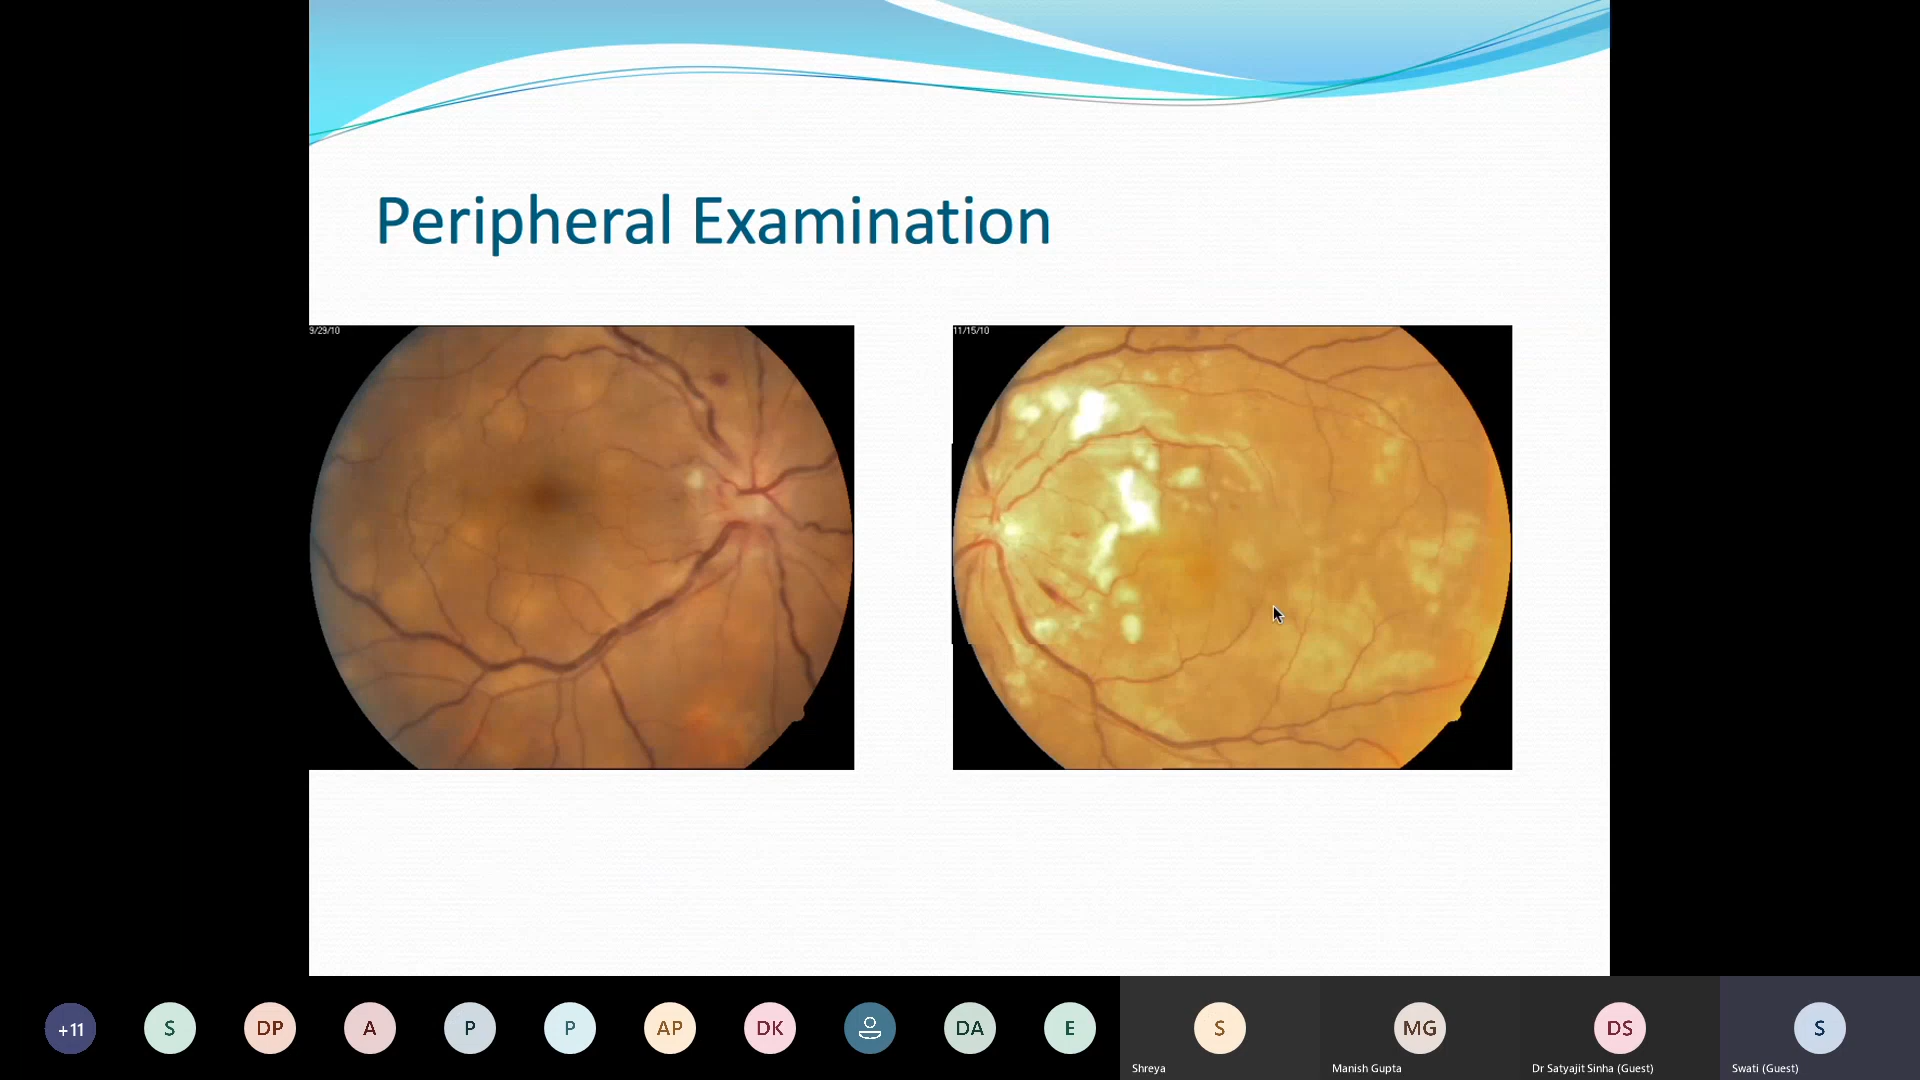 Peripheral Examination
9/29/10
11/15/10
+11
S
DP
A
P
P
AP
DK
DA
E
S
MG
DS
S
Shreya
Manish Gupta
Dr Satyajit Sinha (Guest)
Swati (Guest)